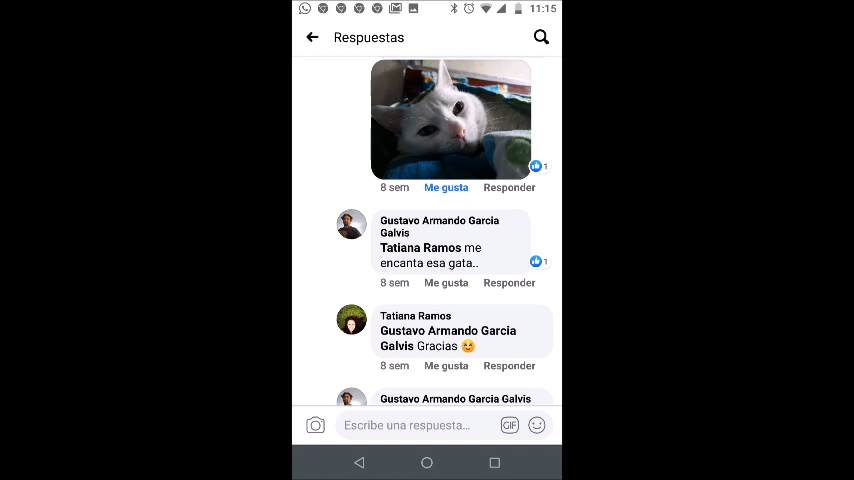 11:15
Respuestas
1
8 sem Me gusta Responder
Gustavo Armando Garcia
Galvis
Tatiana Ramos me
encanta esa gata..
1
8 sem Me gusta Responder
Tatiana Ramos
Gustavo Armando Garcia
Galvis Gracias 😊
8 sem Me gusta Responder
Gustavo Armando Garcia Galvis
Escribe una respuesta... GIF